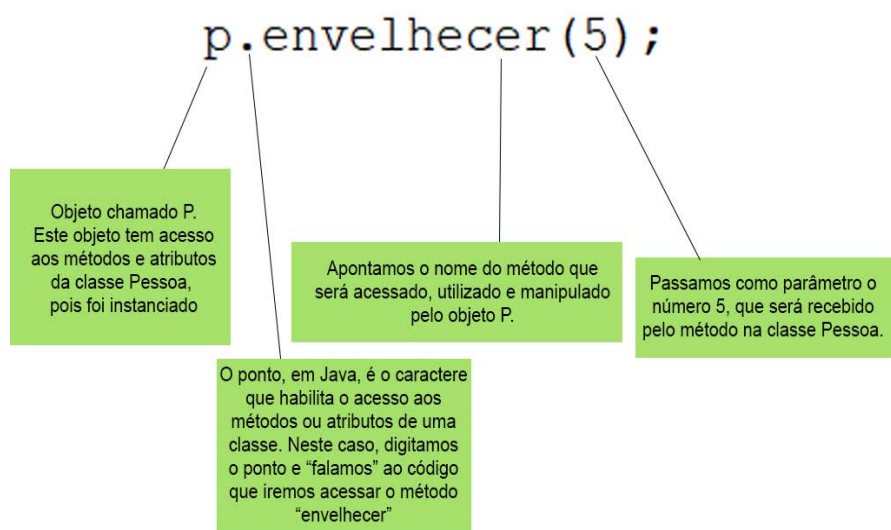 p.envelhecer(5);
Objeto chamado P.
Este objeto tem acesso
aos métodos e atributos
da classe Pessoa,
pois foi instanciado
Apontamos o nome do método que
será acessado, utilizado e manipulado
pelo objeto P.
Passamos como parâmetro o
número 5, que será recebido
pelo método na classe Pessoa.
O ponto, em Java, é o caractere
que habilita o acesso aos
métodos ou atributos de uma
classe. Neste caso, digitamos
o ponto e “falamos” ao código
que iremos acessar o método
“envelhecer”